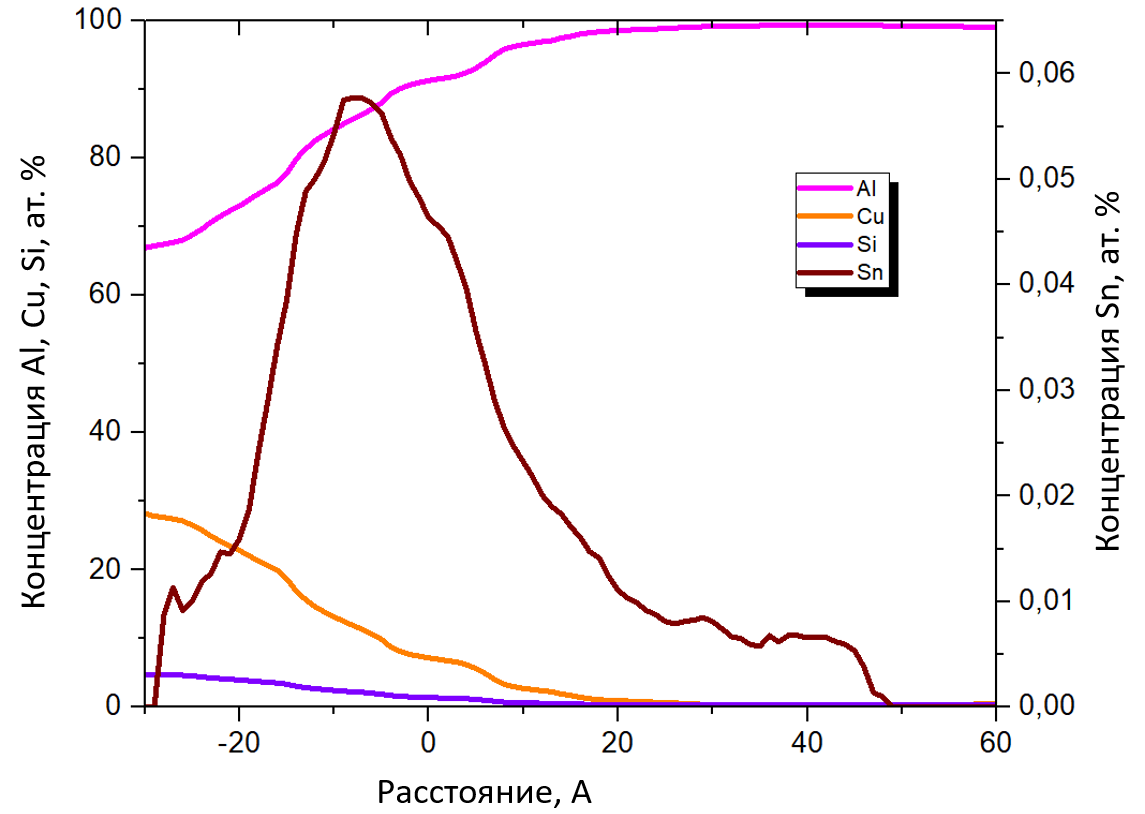 Концентрация Al, Cu, Si, ат. %
100
80
60
40
20
0
Al
Cu
Si
Sn
0,06
0,05
0,04
0,03
0,02
0,01
0,00
Концентрация Sn, ат. %
-20
0
20
40
60
Расстояние, А